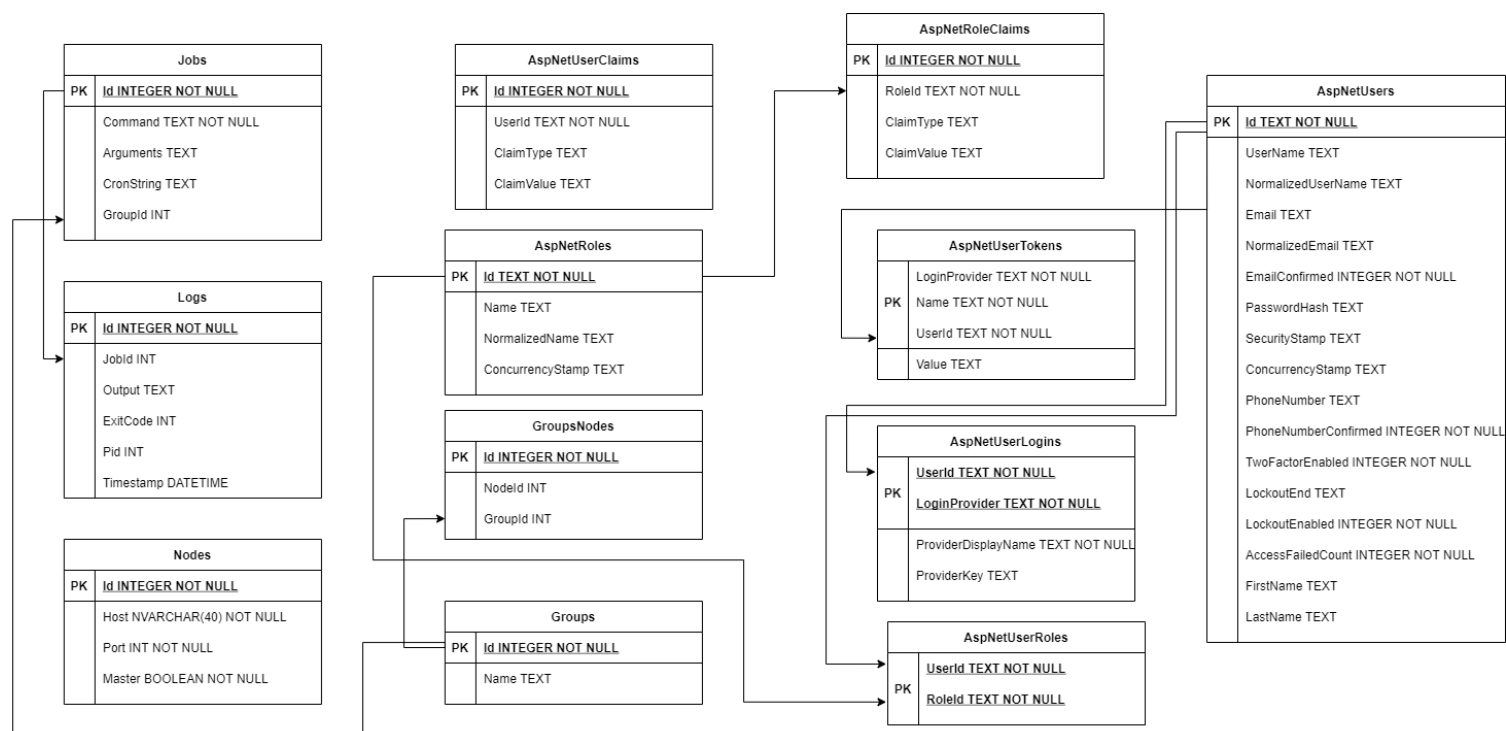 Jobs
PK Id INTEGER NOT NULL
Command TEXT NOT NULL
Arguments TEXT
CronString TEXT
GroupId INT
Logs
PK Id INTEGER NOT NULL
JobId INT
Output TEXT
ExitCode INT
Pid INT
Timestamp DATETIME
Nodes
PK Id INTEGER NOT NULL
Host NVARCHAR(40) NOT NULL
Port INT NOT NULL
Master BOOLEAN NOT NULL
AspNetUserClaims
PK Id INTEGER NOT NULL
UserId TEXT NOT NULL
ClaimType TEXT
ClaimValue TEXT
AspNetRoles
PK Id TEXT NOT NULL
Name TEXT
NormalizedName TEXT
ConcurrencyStamp TEXT
GroupsNodes
PK Id INTEGER NOT NULL
NodeId INT
GroupId INT
Groups
PK Id INTEGER NOT NULL
Name TEXT
AspNetRoleClaims
PK Id INTEGER NOT NULL
RoleId TEXT NOT NULL
ClaimType TEXT
ClaimValue TEXT
AspNetUserTokens
LoginProvider TEXT NOT NULL
PK Name TEXT NOT NULL
UserId TEXT NOT NULL
Value TEXT
AspNetUserLogins
UserId TEXT NOT NULL
PK
LoginProvider TEXT NOT NULL
ProviderDisplayName TEXT NOT NULL
ProviderKey TEXT
AspNetUserRoles
UserId TEXT NOT NULL
PK
RoleId TEXT NOT NULL
AspNetUsers
PK Id TEXT NOT NULL
UserName TEXT
NormalizedUserName TEXT
Email TEXT
NormalizedEmail TEXT
EmailConfirmed INTEGER NOT NULL
PasswordHash TEXT
SecurityStamp TEXT
ConcurrencyStamp TEXT
PhoneNumber TEXT
PhoneNumberConfirmed INTEGER NOT NULL
TwoFactorEnabled INTEGER NOT NULL
LockoutEnd TEXT
LockoutEnabled INTEGER NOT NULL
AccessFailedCount INTEGER NOT NULL
FirstName TEXT
LastName TEXT